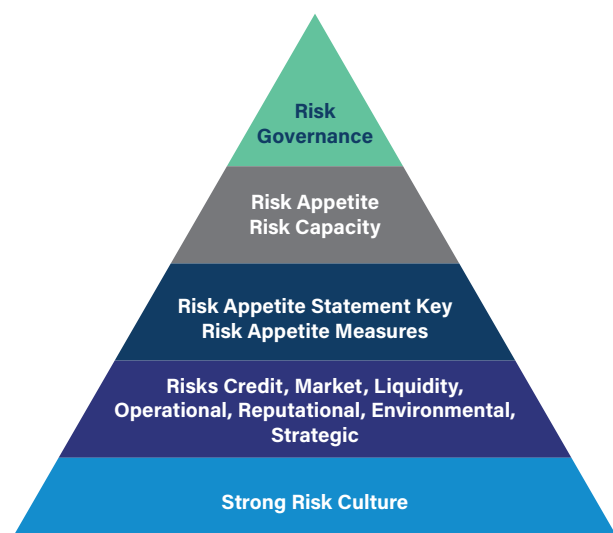 Risk
Governance
Risk Appetite
Risk Capacity
Risk Appetite Statement Key
Risk Appetite Measures
Risks Credit, Market, Liquidity,
Operational, Reputational, Environmental,
Strategic
Strong Risk Culture